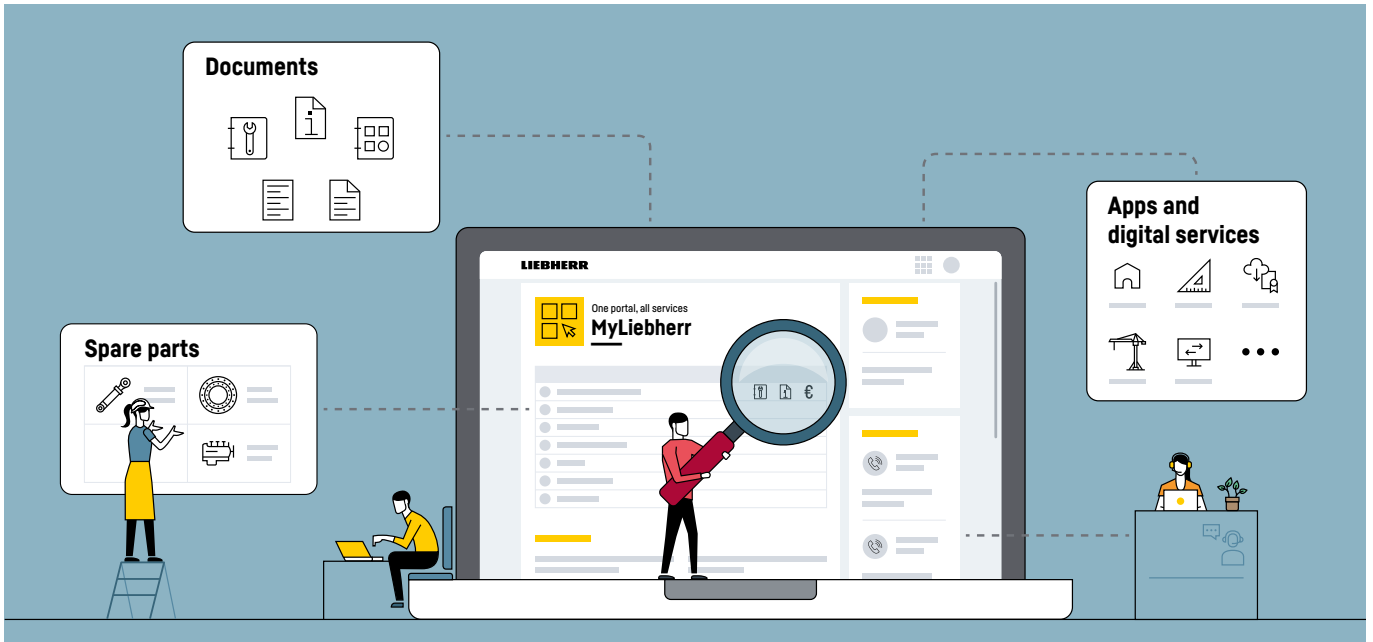 Documents
Apps and
digital services
LIEBHERR
One portal, all services
MyLiebherr
Spare parts
€